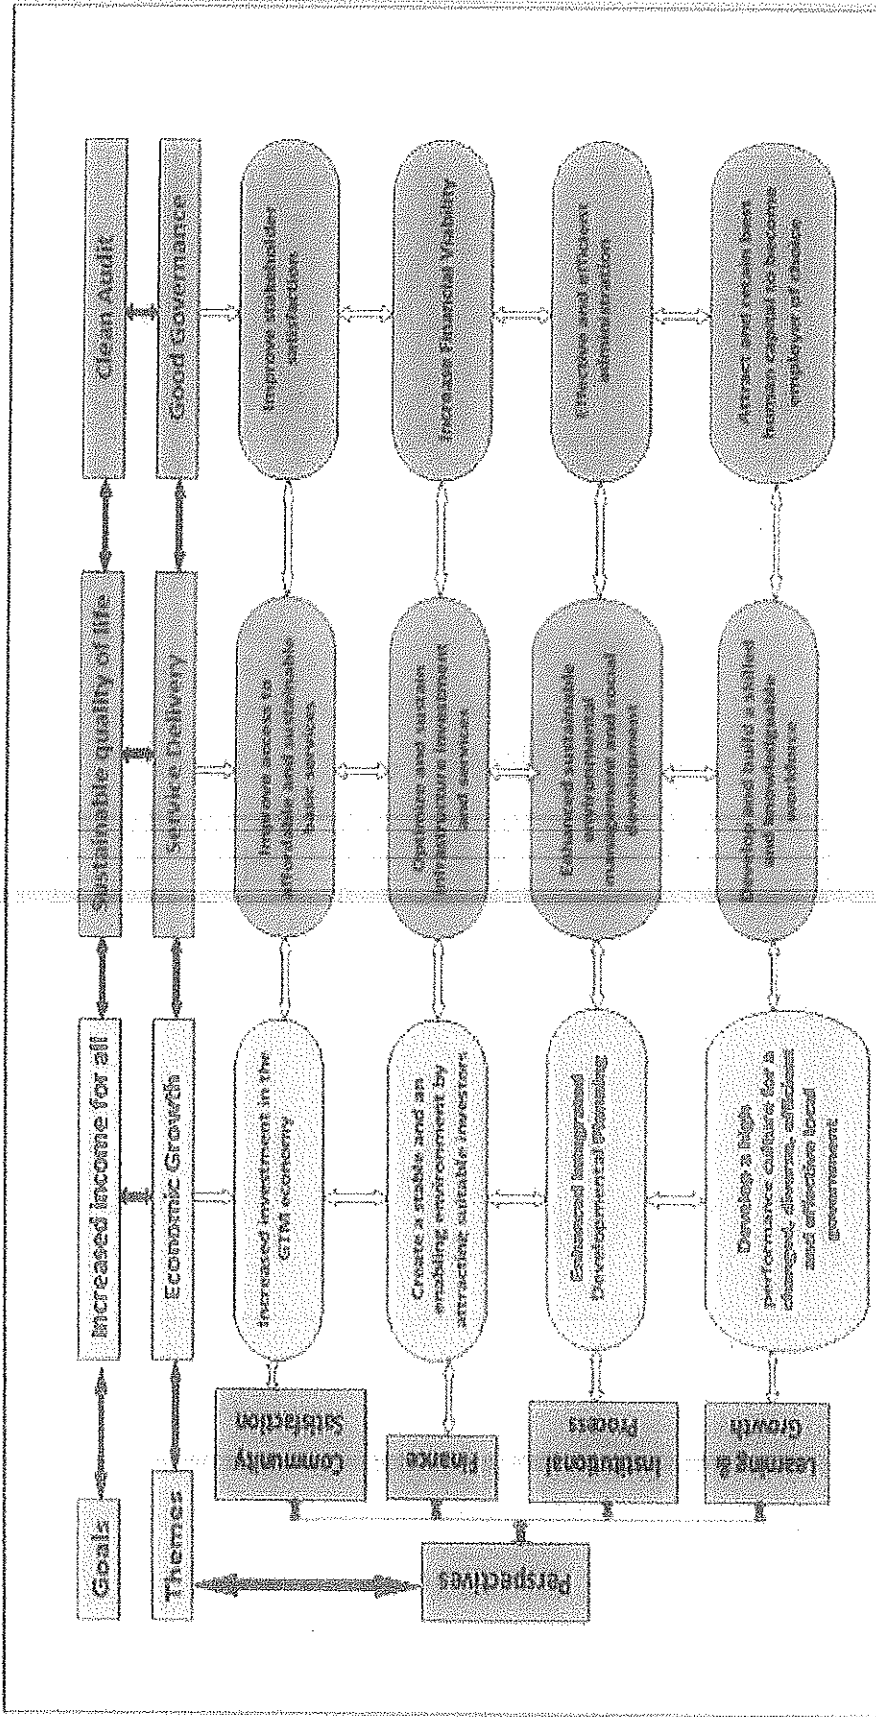 Goals
Increased income for all
Sustainable quality of life
Clean Audit
Themes
Economic Growth
Service Delivery
Good Governance
Perspectives
Community
Satisfaction
Increased investment in the
GTM economy
Improve access to
affordable and sustainable
basic services
Improve stakeholder
satisfaction
Finance
Create a stable and an
enabling environment by
attracting suitable investors
Optimize and sustain
infrastructure investment
and services
Increase Financial Viability
Institutional
Process
Enhanced Integrated
Developmental Planning
Enhanced sustainable
environmental
management and social
development
Effective and efficient
administration
Learning &
Growth
Develop a high
performance culture for a
changed, diverse, efficient
and effective local
government
Develop and build a skilled
and knowledgeable
workforce
Attract and retain best
human capital to become
employer of choice